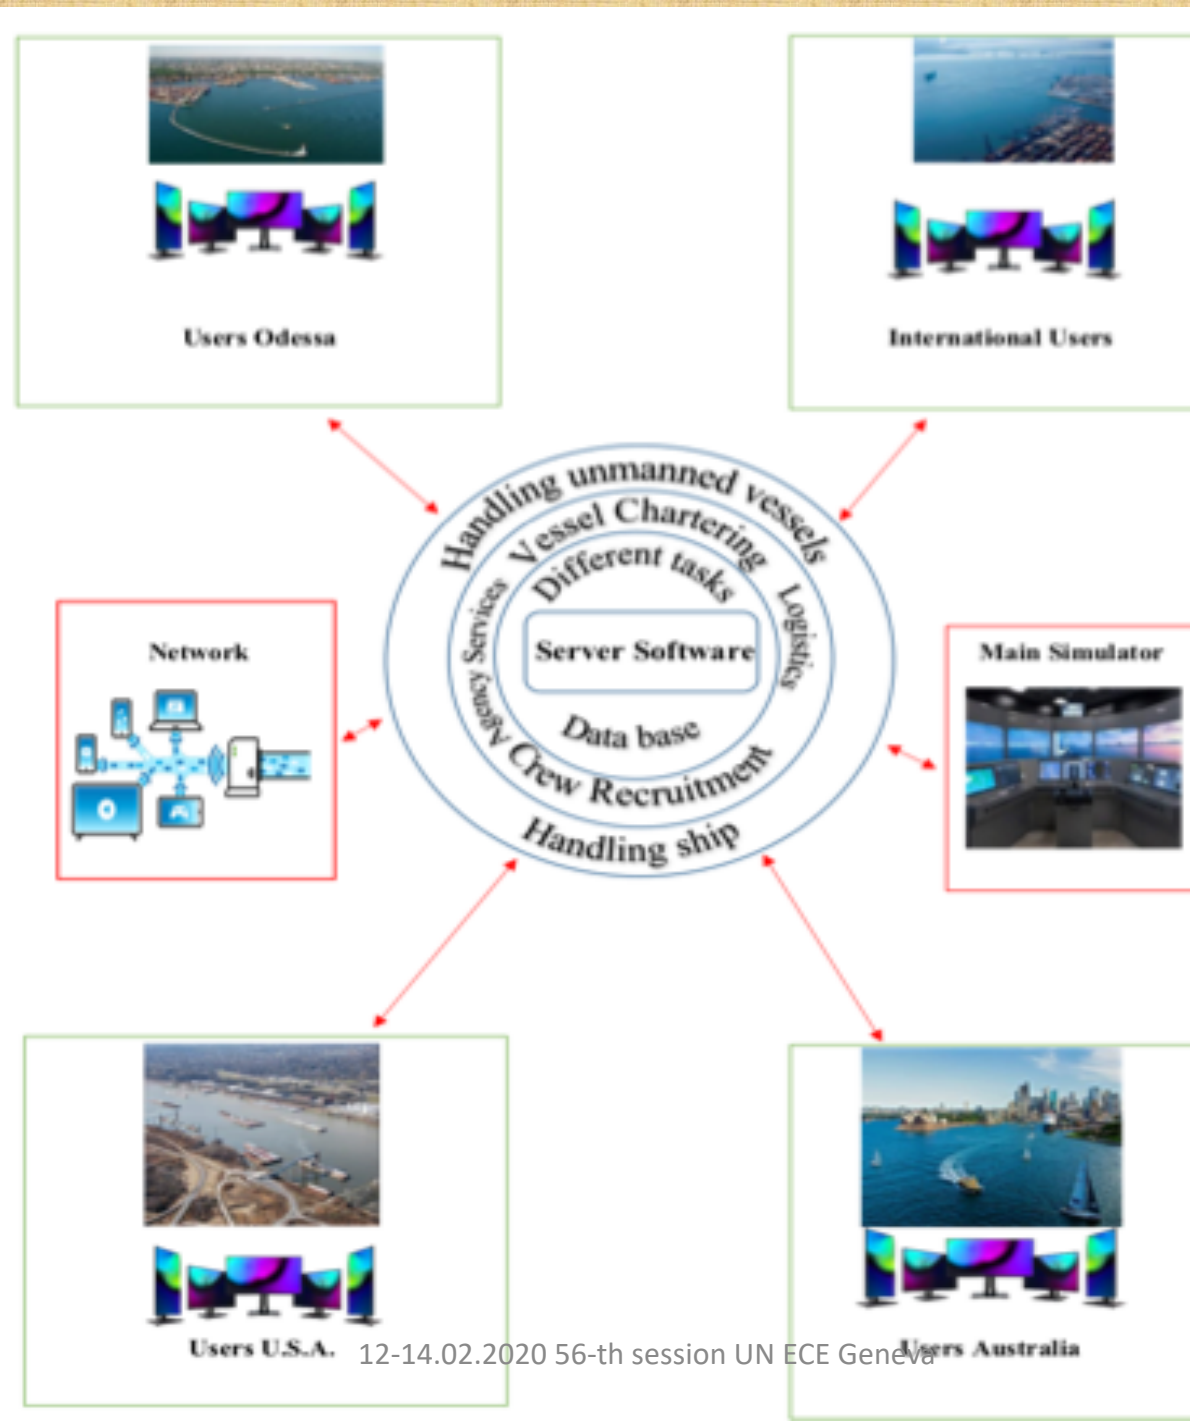 Users Odessa
International Users
Handling unmanned vessels
Vessel Chartering
Different tasks
Agency Services
Logistics
Server Software
Data base
Crew Recruitment
Handling ship
Network
Main Simulator
Users U.S.A.
12-14.02.2020 56-th session UN ECE Geneva
Users Australia